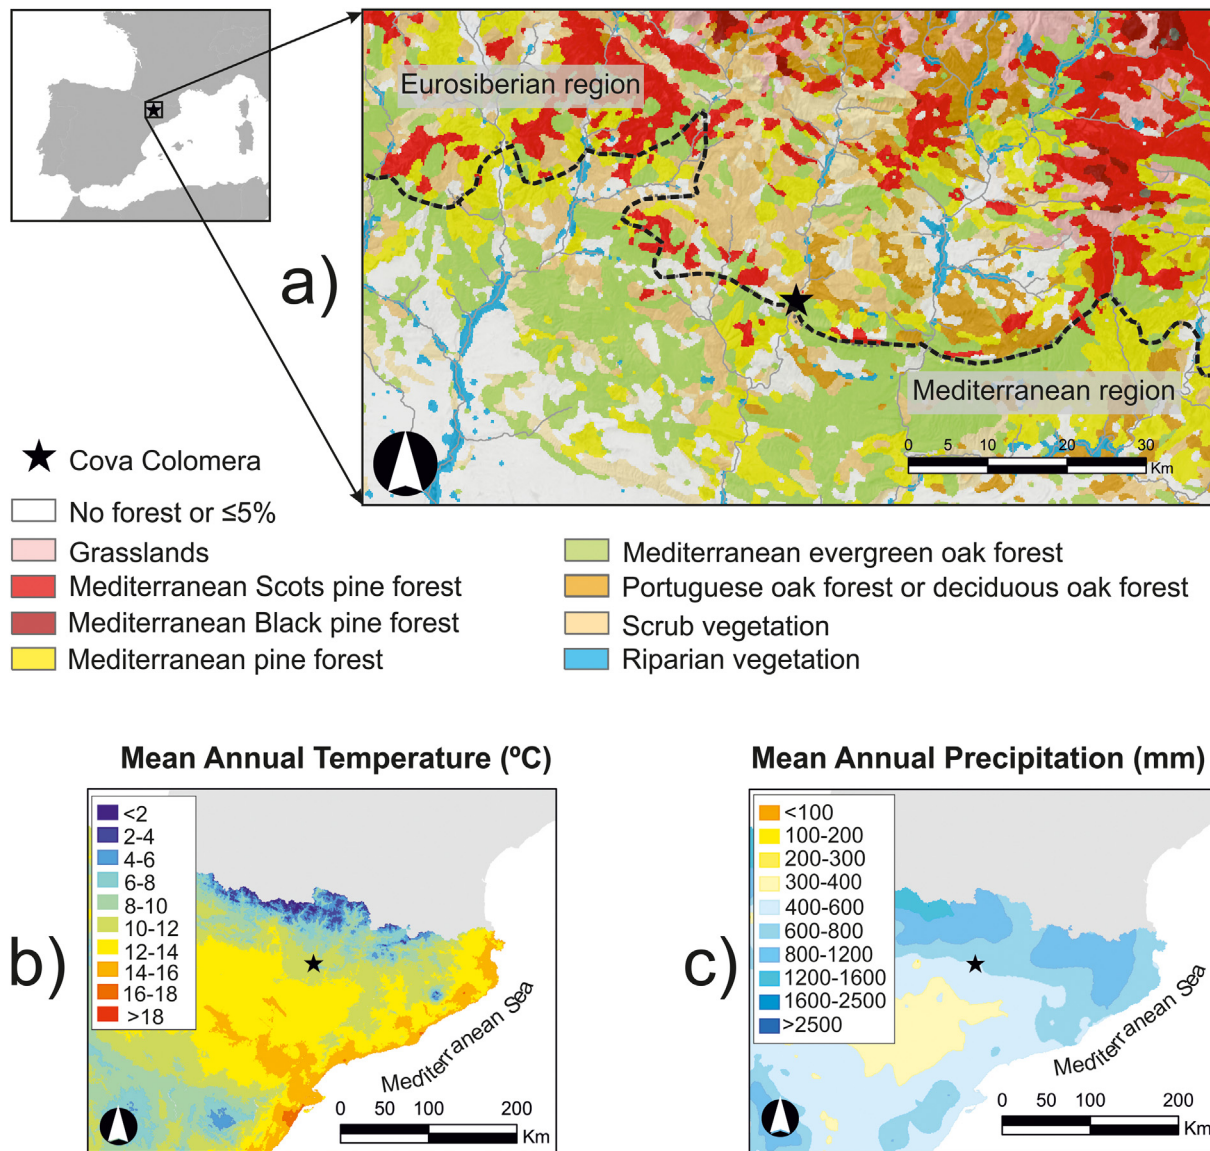 Eurosiberian region
a)
Mediterranean region
0 5 10 20 30
Km
Cova Colomera
No forest or ≤5%
Grasslands
Mediterranean Scots pine forest
Mediterranean Black pine forest
Mediterranean pine forest
Mediterranean evergreen oak forest
Portuguese oak forest or deciduous oak forest
Scrub vegetation
Riparian vegetation
Mean Annual Temperature (ºC)
<2
2-4
4-6
6-8
8-10
10-12
12-14
14-16
16-18
>18
b)
Mediterranean Sea
0 50 100 200
Km
Mean Annual Precipitation (mm)
<100
100-200
200-300
300-400
400-600
600-800
800-1200
1200-1600
1600-2500
>2500
c)
Mediterranean Sea
0 50 100 200
Km